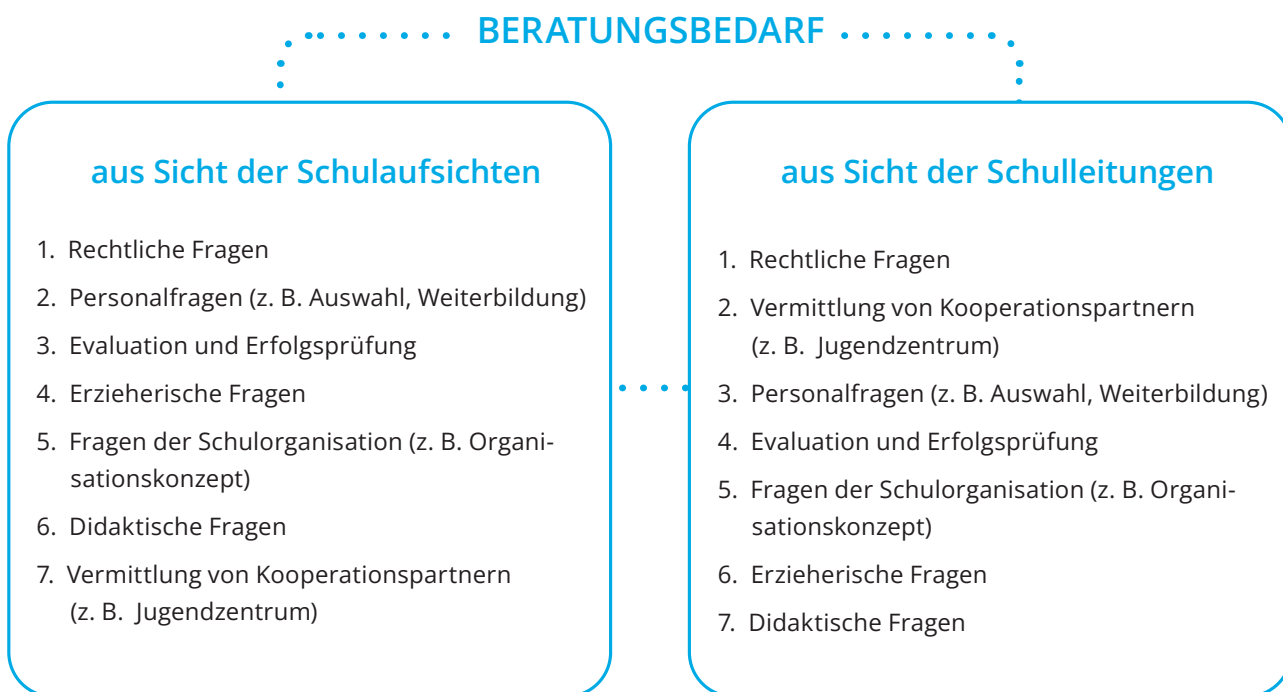 BERATUNGSBEDARF
aus Sicht der Schulaufsichten
1. Rechtliche Fragen
2. Personalfragen (z. B. Auswahl, Weiterbildung)
3. Evaluation und Erfolgsprüfung
4. Erzieherische Fragen
5. Fragen der Schulorganisation (z. B. Organi-
sationskonzept)
6. Didaktische Fragen
7. Vermittlung von Kooperationspartnern
(z. B. Jugendzentrum)
aus Sicht der Schulleitungen
1. Rechtliche Fragen
2. Vermittlung von Kooperationspartnern
(z. B. Jugendzentrum)
3. Personalfragen (z. B. Auswahl, Weiterbildung)
4. Evaluation und Erfolgsprüfung
5. Fragen der Schulorganisation (z. B. Organi-
sationskonzept)
6. Erzieherische Fragen
7. Didaktische Fragen